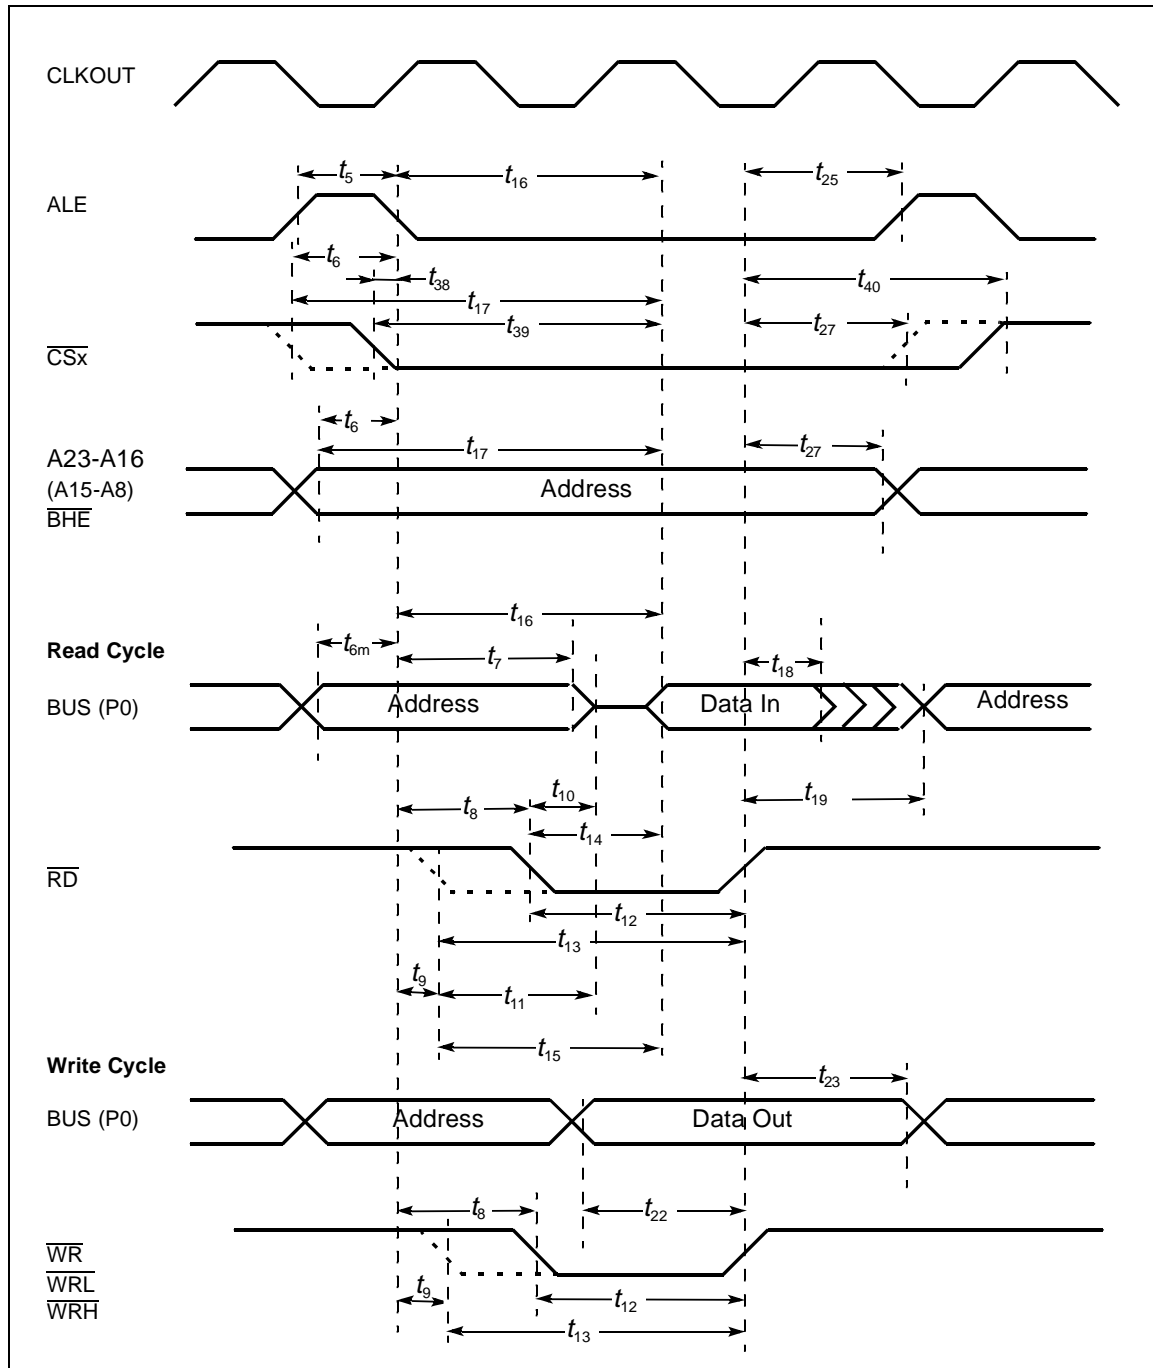 CLKOUT
t5
t16
t25
ALE
t6
t38
t40
t17
t39
t27
CSx
t6
t17
t27
A23-A16
(A15-A8)
Address
BHE
t16
Read Cycle
t6m
t7
t18
BUS (P0)
Address
Data In
Address
t8
t10
t19
t14
RD
t12
t13
t9
t11
t15
Write Cycle
t23
BUS (P0)
Address
Data Out
t8
t22
WR
WRL
t9
t12
WRH
t13